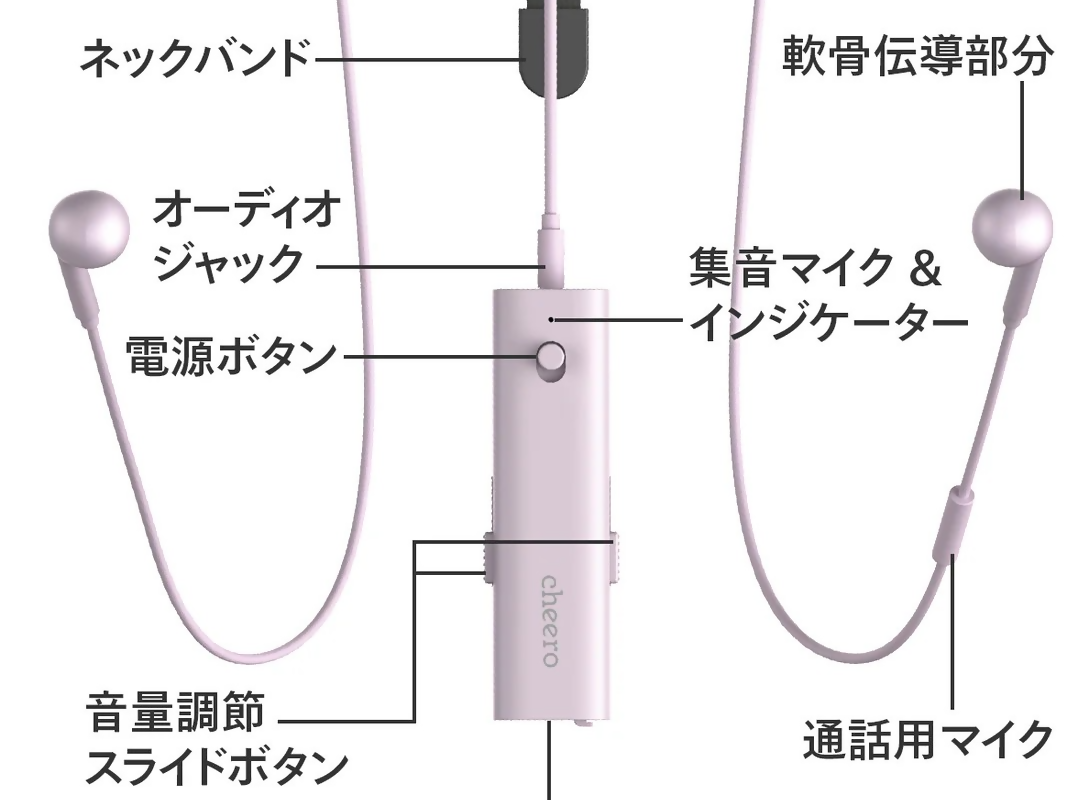 ネックバンド
軟骨伝導部分
オーディオ
ジャック
集音マイク &
インジケーター
電源ボタン
cheero
音量調節
スライドボタン
通話用マイク